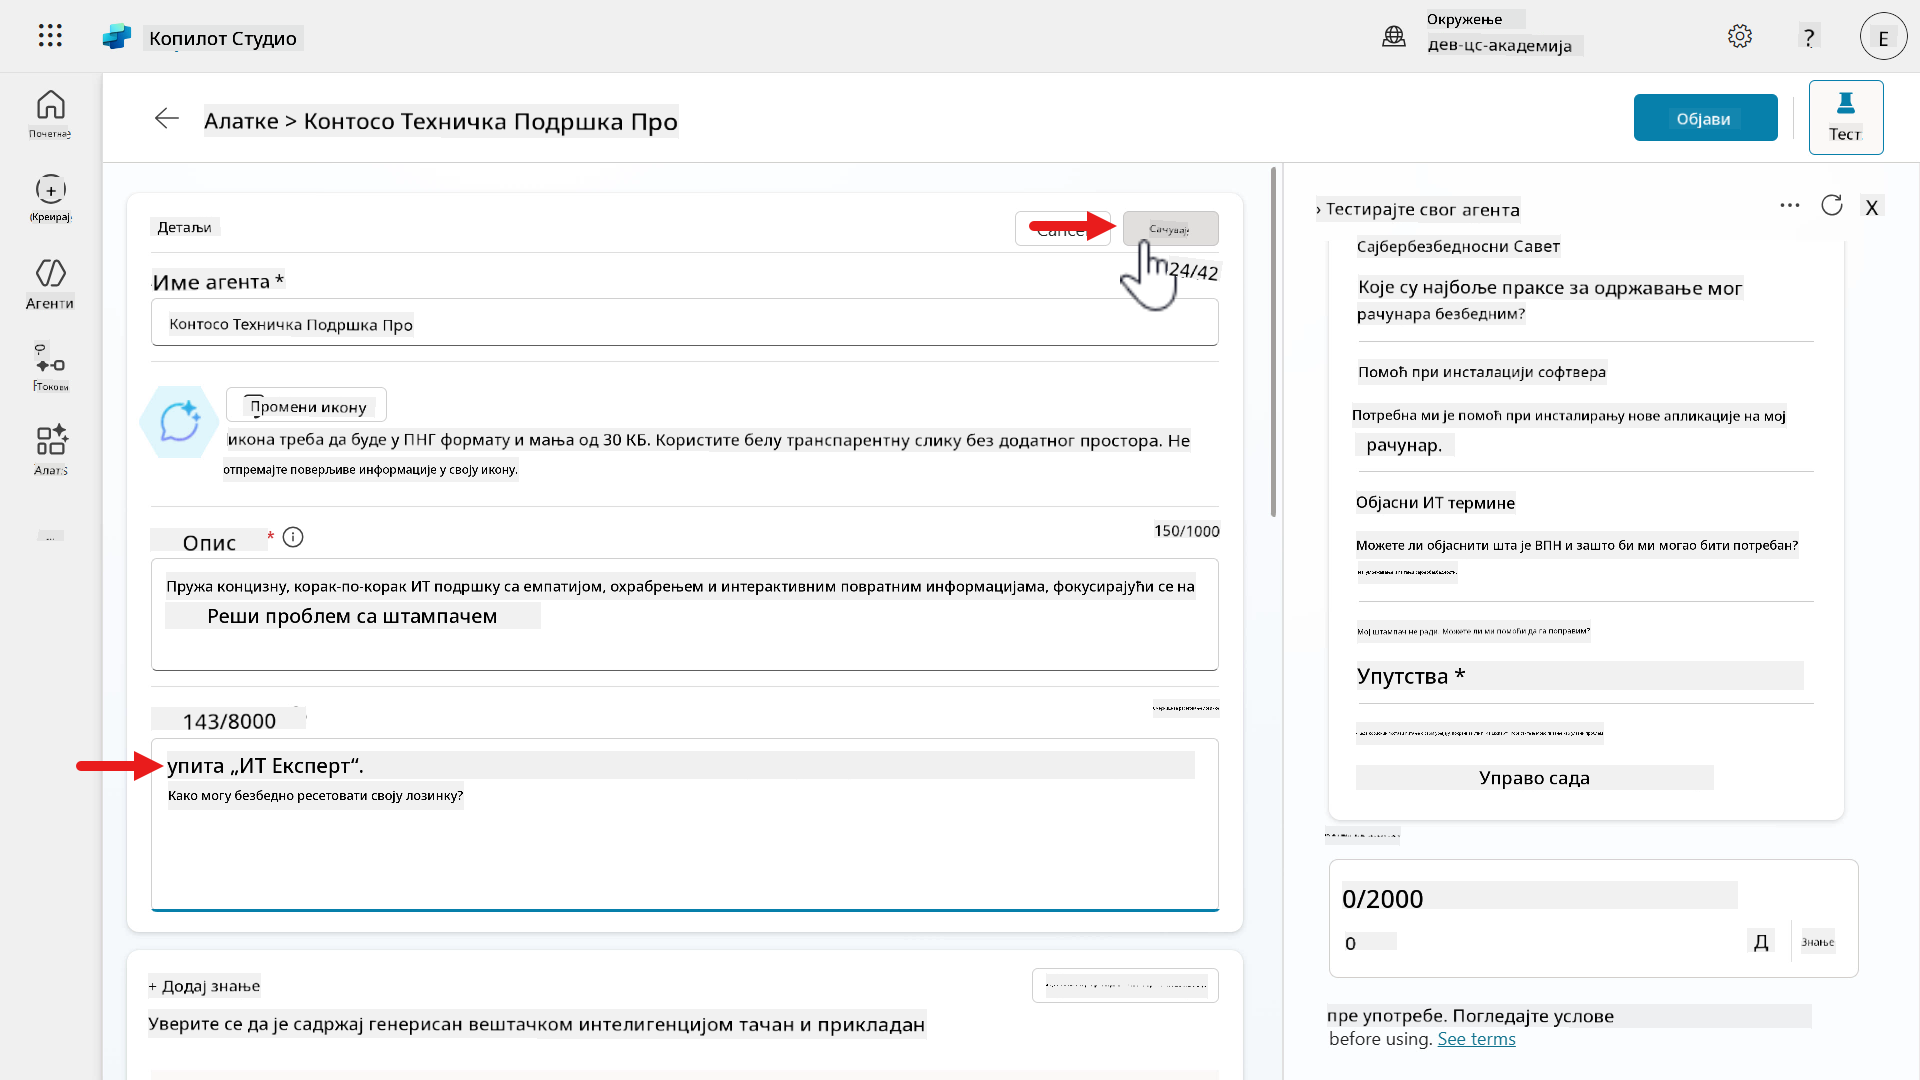 Копилот Студио
Окружење
дев-цс-академија
?
E
Почетнае
Креирај
Агенти
Токови
Алатке > Контосо Техничка Подршка Про
Објави
Тест
Детаљи
Сачувај
Име агента *
24/42
Контосо Техничка Подршка Про
Промени икону
икона треба да буде у ПНГ формату и мања од 30 КБ. Користите белу транспарентну слику без додатног простора. Не
отпремајте поверљиве информације у своју икону.
Опис *
150/1000
Пружа концизну, корак-по-корак ИТ подршку са емпатијом, охрабрењем и интерактивним повратним информацијама, фокусирајући се на
Реши проблем са штампачем
143/8000
упита „ИТ Експерт“.
Како могу безбедно ресетовати своју лозинку?
+ Додај знање
Уверите се да је садржај генерисан вештачком интелигенцијом тачан и прикладан
› Тестирајте свог агента
X
Сајбербезбедносни Савет
Које су најбоље праксе за одржавање мог
рачунара безбедним?
Помоћ при инсталацији софтвера
Потребна ми је помоћ при инсталирању нове апликације на мој
рачунар.
Објасни ИТ термине
Можете ли објаснити шта је ВПН и зашто би ми могао бити потребан?
Мој штампач не ради. Можете ли ми помоћи да га поправим?
Упутства *
Управо сада
0/2000
0
Д
Знање
пре употребе. Погледајте услове
before using. See terms